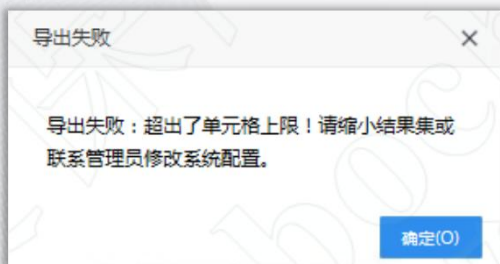 导出失败
导出失败：超出了单元格上限！请缩小结果集或
联系管理员修改系统配置。
确定(O)